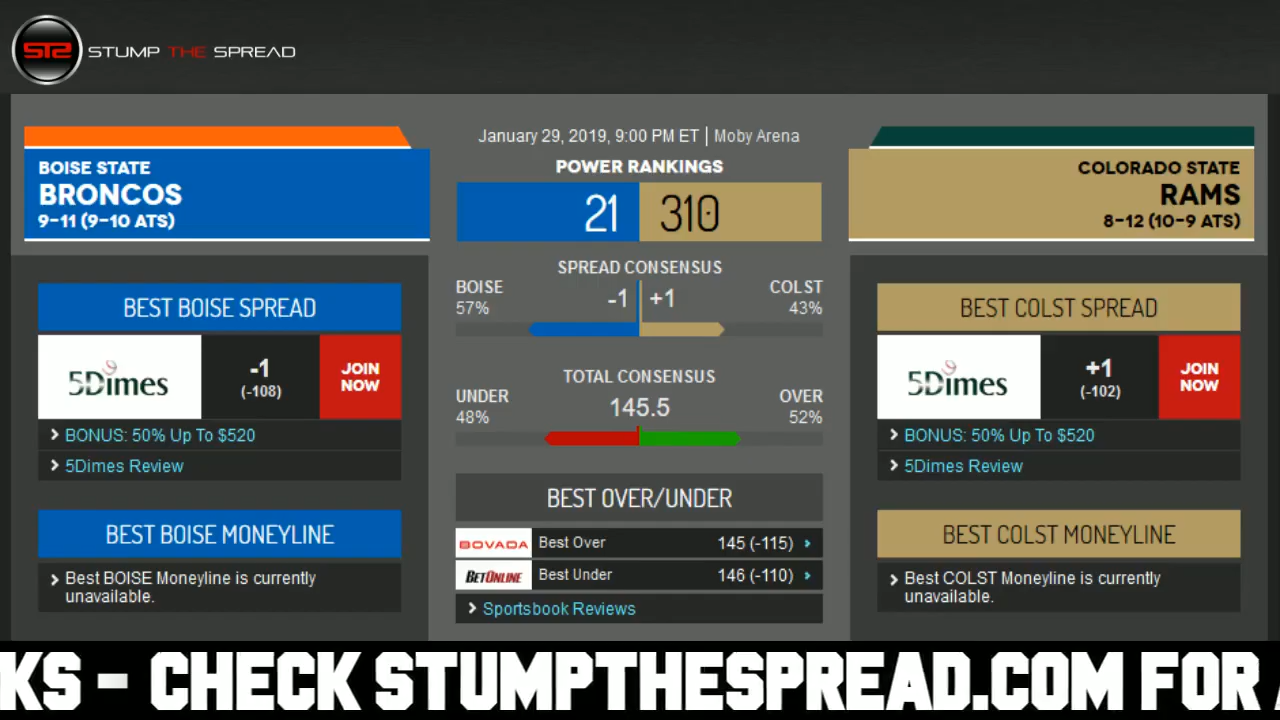 STS STUMP THE SPREAD
BOISE STATE
BRONCOS
9-11 (9-10 ATS)
January 29, 2019, 9:00 PM ET | Moby Arena
POWER RANKINGS
21 310
COLORADO STATE
RAMS
8-12 (10-9 ATS)
BEST BOISE SPREAD
5Dimes
-1
(-108)
JOIN
NOW
BONUS: 50% Up To $520
5Dimes Review
BEST BOISE MONEYLINE
Best BOISE Moneyline is currently
unavailable.
SPREAD CONSENSUS
BOISE
57%
-1 +1
COLST
43%
TOTAL CONSENSUS
UNDER
48%
145.5
OVER
52%
BEST OVER/UNDER
BOVADA Best Over 145 (-115)
BETONLINE Best Under 146 (-110)
Sportsbook Reviews
BEST COLST SPREAD
5Dimes
+1
(-102)
JOIN
NOW
BONUS: 50% Up To $520
5Dimes Review
BEST COLST MONEYLINE
Best COLST Moneyline is currently
unavailable.
KS - CHECK STUMPTHESPREAD.COM FOR